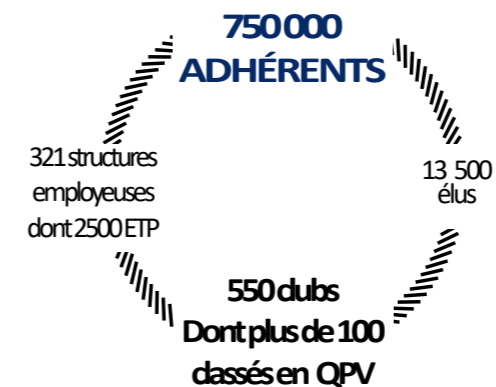 750 000
ADHÉRENTS
321 structures
employeuses
dont 2500 ETP
13 500
élus
550 clubs
Dont plus de 100
classés en QPV